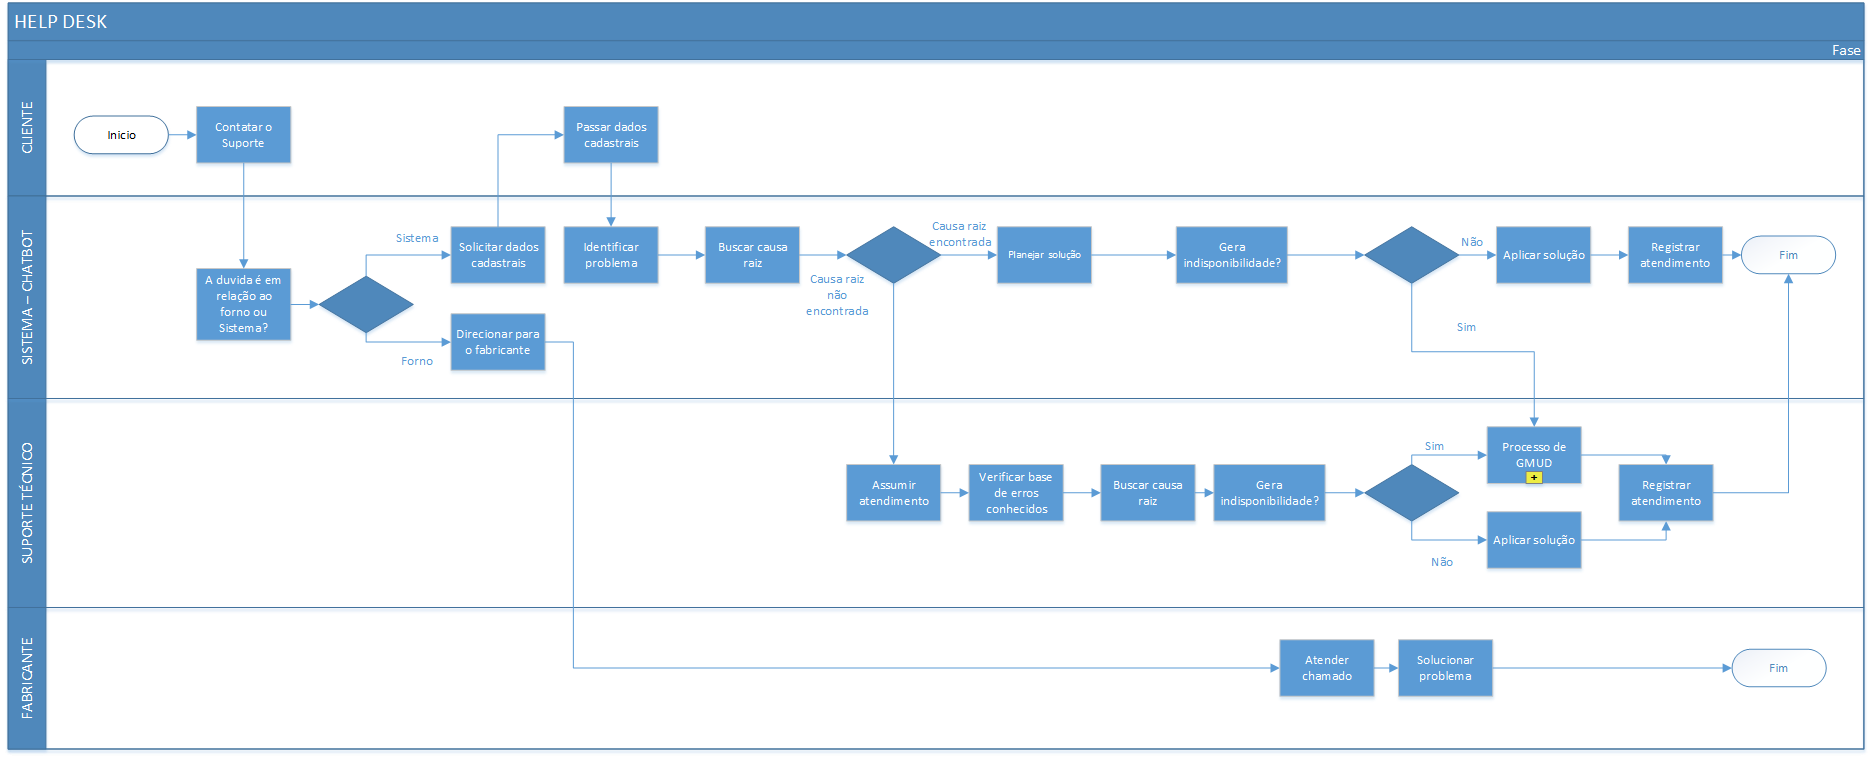 HELP DESK
Fase
CLIENTE
Inicio
Contatar o
Suporte
Passar dados
cadastrais
SISTEMA – CHATBOT
A duvida é em
relação ao
forno ou
Sistema?
Sistema
Forno
Solicitar dados
cadastrais
Direcionar para
o fabricante
Identificar
problema
Buscar causa
raiz
Causa raiz
encontrada
Causa raiz
não
encontrada
Planejar solução
Gera
indisponibilidade?
Não
Sim
Aplicar solução
Registrar
atendimento
Fim
SUPORTE TÉCNICO
Assumir
atendimento
Verificar base
de erros
conhecidos
Buscar causa
raiz
Gera
indisponibilidade?
Sim
Não
Processo de
GMUD
+
Aplicar solução
Registrar
atendimento
FABRICANTE
Atender
chamado
Solucionar
problema
Fim